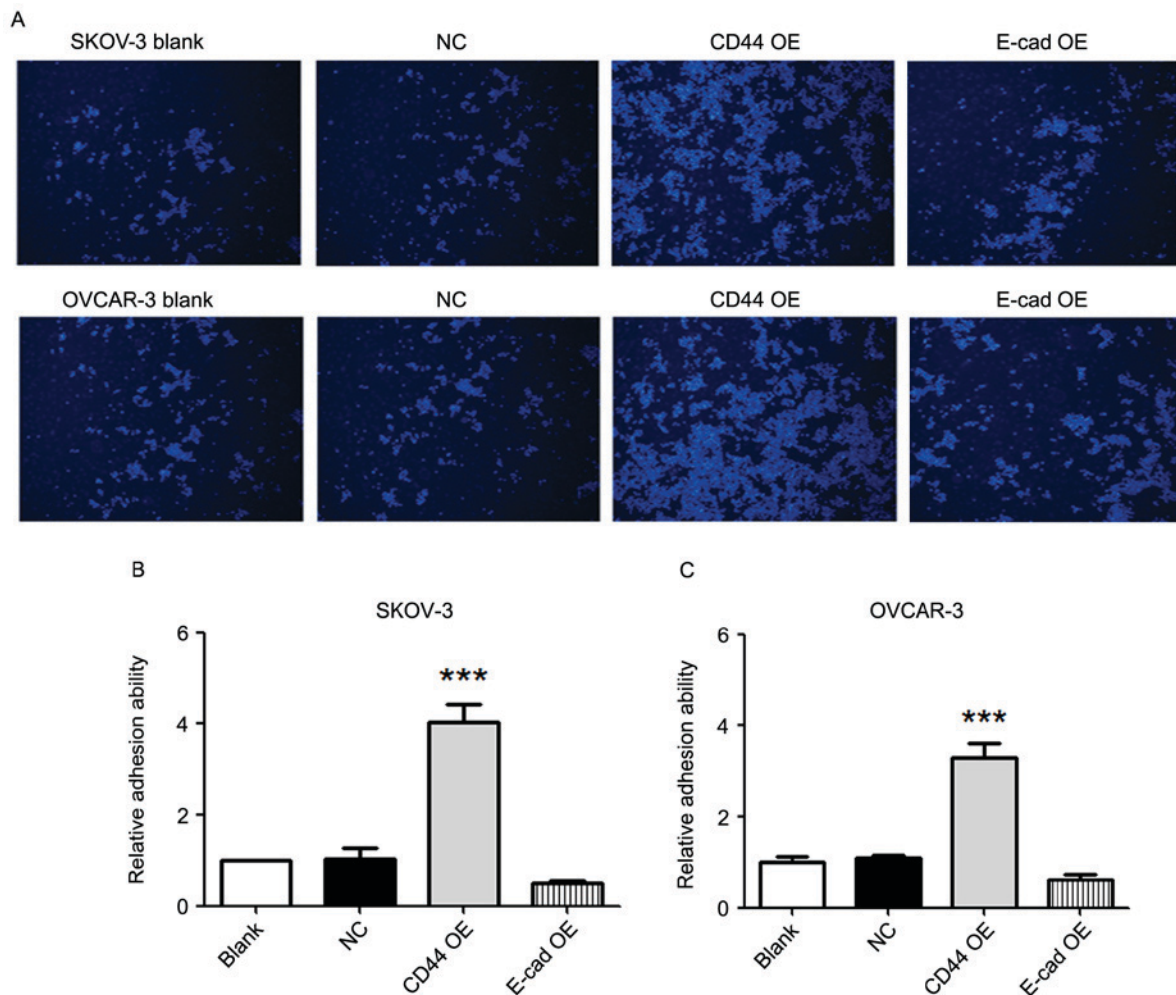 A
SKOV-3 blank NC CD44 OE E-cad OE
OVCAR-3 blank NC CD44 OE E-cad OE
B
SKOV-3
Relative adhesion ability
6
4
2
0
***
Blank NC CD44 OE E-cad OE
C
OVCAR-3
Relative adhesion ability
6
4
2
0
***
Blank NC CD44 OE E-cad OE